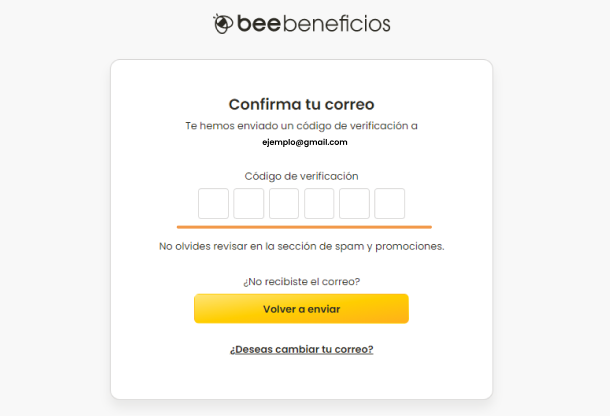 beebeneficios
Confirma tu correo
Te hemos enviado un código de verificación a
ejemplo@gmail.com
Código de verificación
No olvides revisar en la sección de spam y promociones.
¿No recibiste el correo?
Volver a enviar
¿Deseas cambiar tu correo?